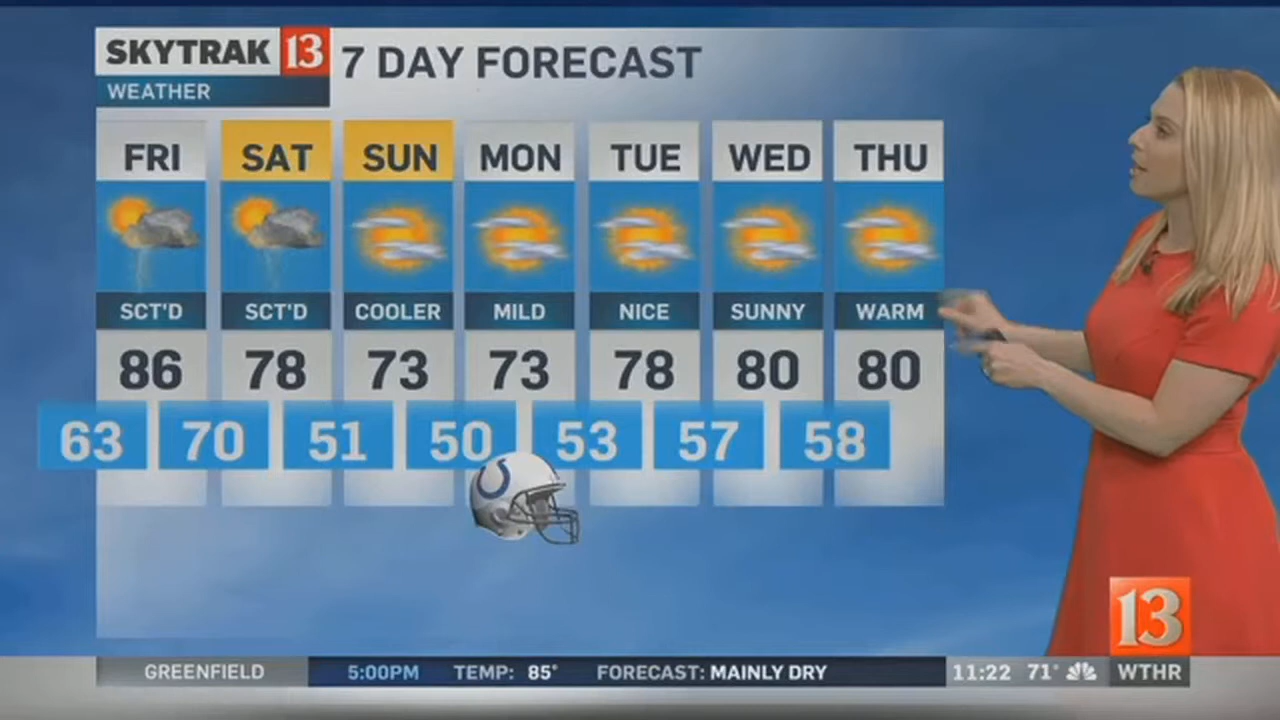 SKYTRAK 13
WEATHER
7 DAY FORECAST
FRI SAT SUN MON TUE WED THU
SCT'D SCT'D COOLER MILD NICE SUNNY WARM
86 78 73 73 78 80 80
63 70 51 50 53 57 58
13
GREENFIELD 5:00PM TEMP: 85° FORECAST: MAINLY DRY 11:22 71° WTHR